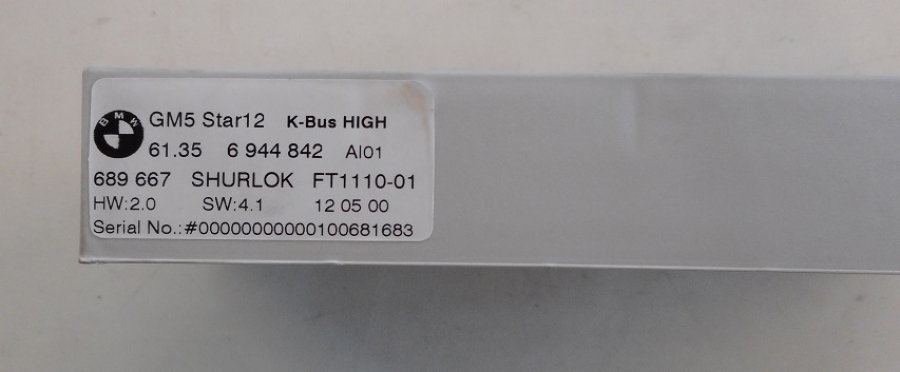 BMW
GM5 Star12 K-Bus HIGH
61.35 6 944 842 AI01
689 667 SHURLOK FT1110-01
HW:2.0 SW:4.1 12 05 00
Serial No.:#00000000000100681683